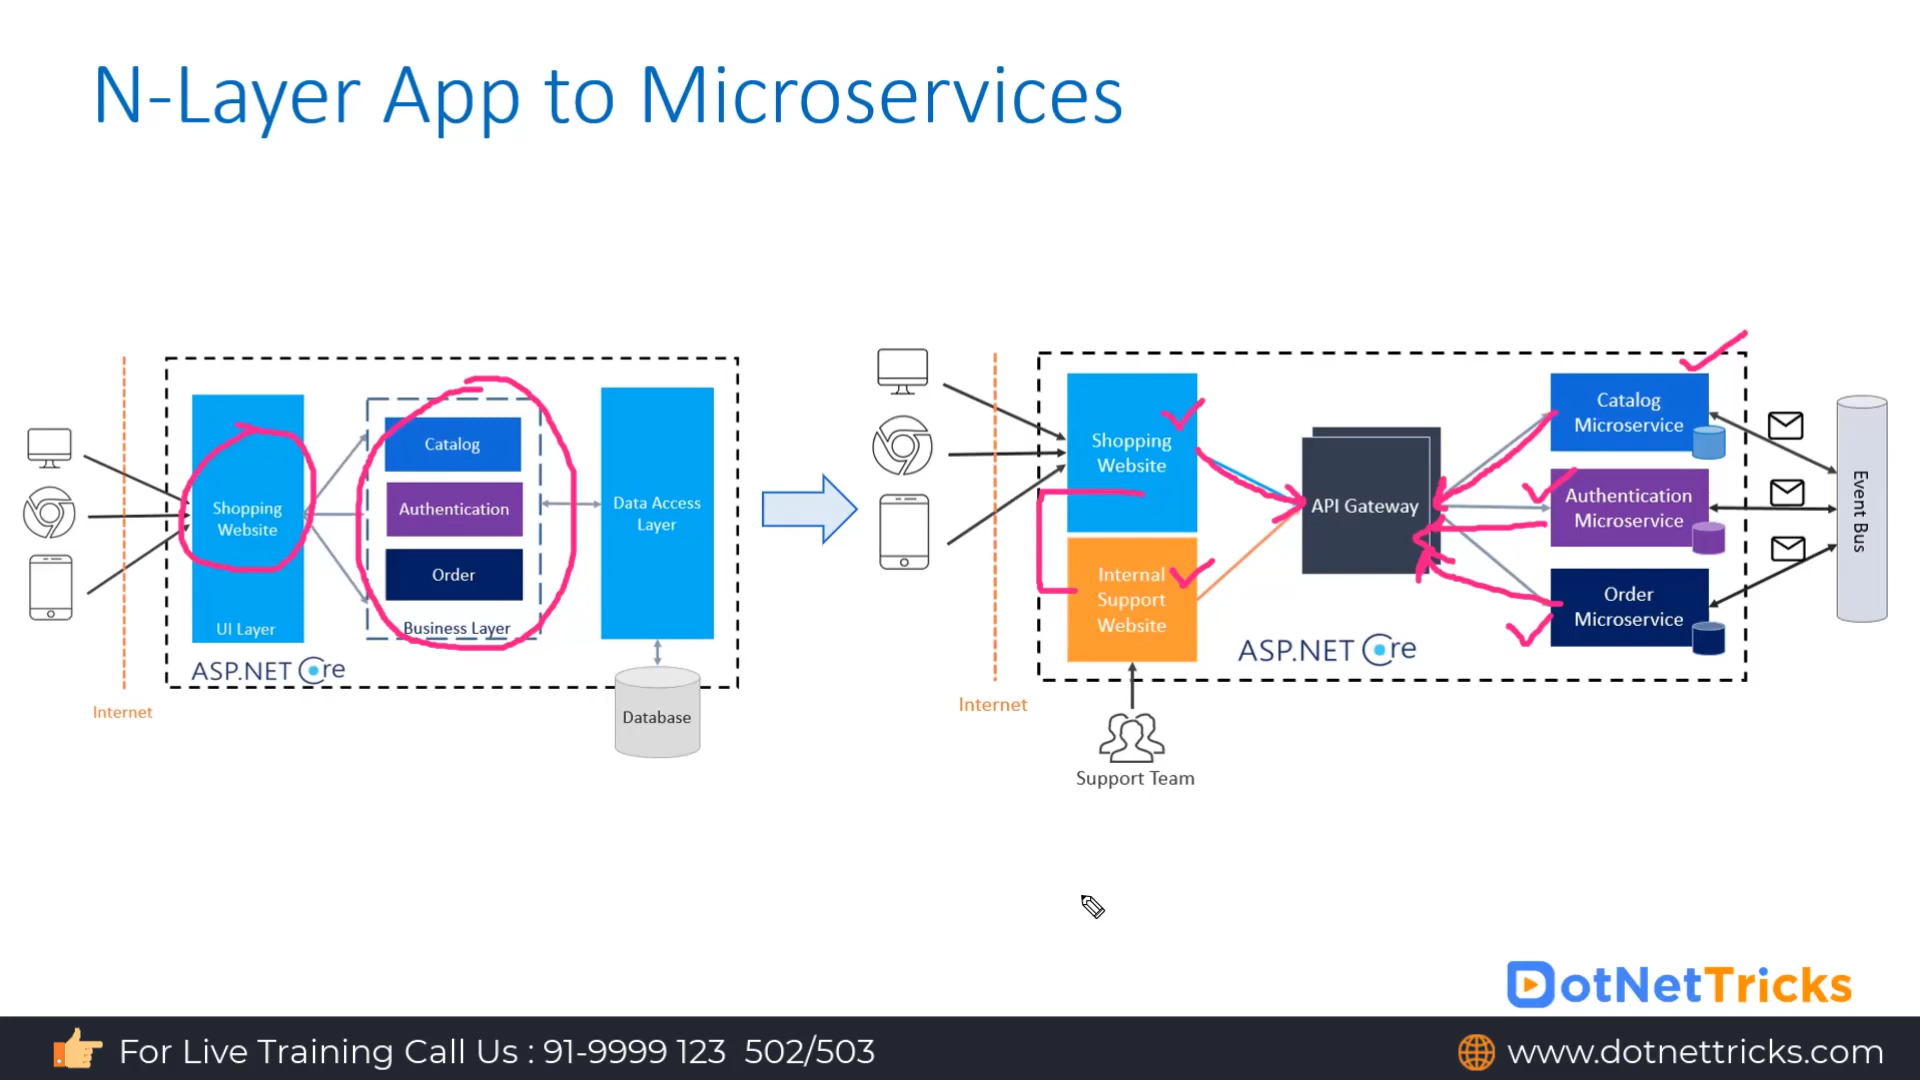 N-Layer App to Microservices
Shopping
Website
UI Layer
Catalog
Authentication
Order
Business Layer
Data Access
Layer
ASP.NET Core
Internet
Database
Shopping
Website
Internal
Support
Website
API Gateway
Catalog
Microservice
Authentication
Microservice
Order
Microservice
Event Bus
ASP.NET Core
Internet
Support Team
DotNetTricks
For Live Training Call Us : 91-9999 123 502/503
www.dotnettricks.com